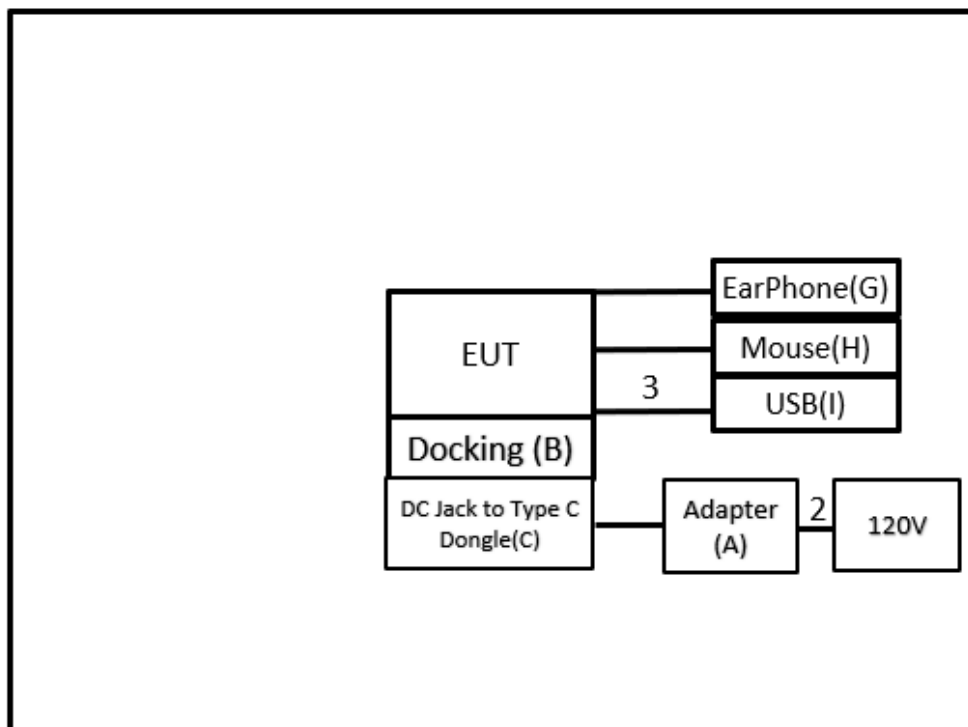 EarPhone(G)
EUT
Mouse(H)
3
USB(I)
Docking (B)
DC Jack to Type C
Dongle(C)
Adapter
(A)
2
120V